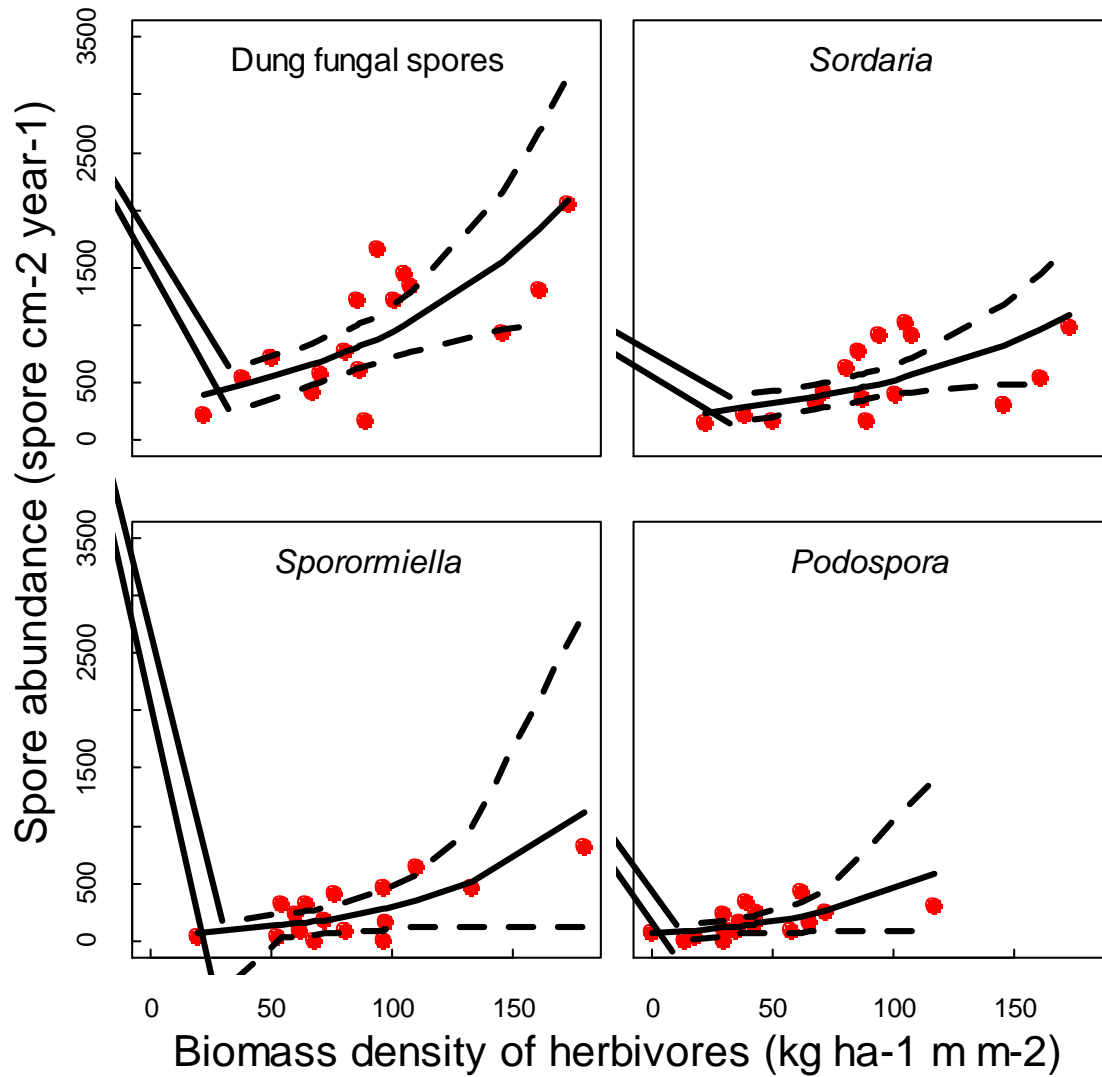 Dung fungal spores
Sordaria
3500
2500
1500
500
0
Sporormiella
Podospora
3500
2500
1500
500
0
0 50 100 150
0 50 100 150
Spore abundance (spore cm-2 year-1)
Biomass density of herbivores (kg ha-1 m m-2)